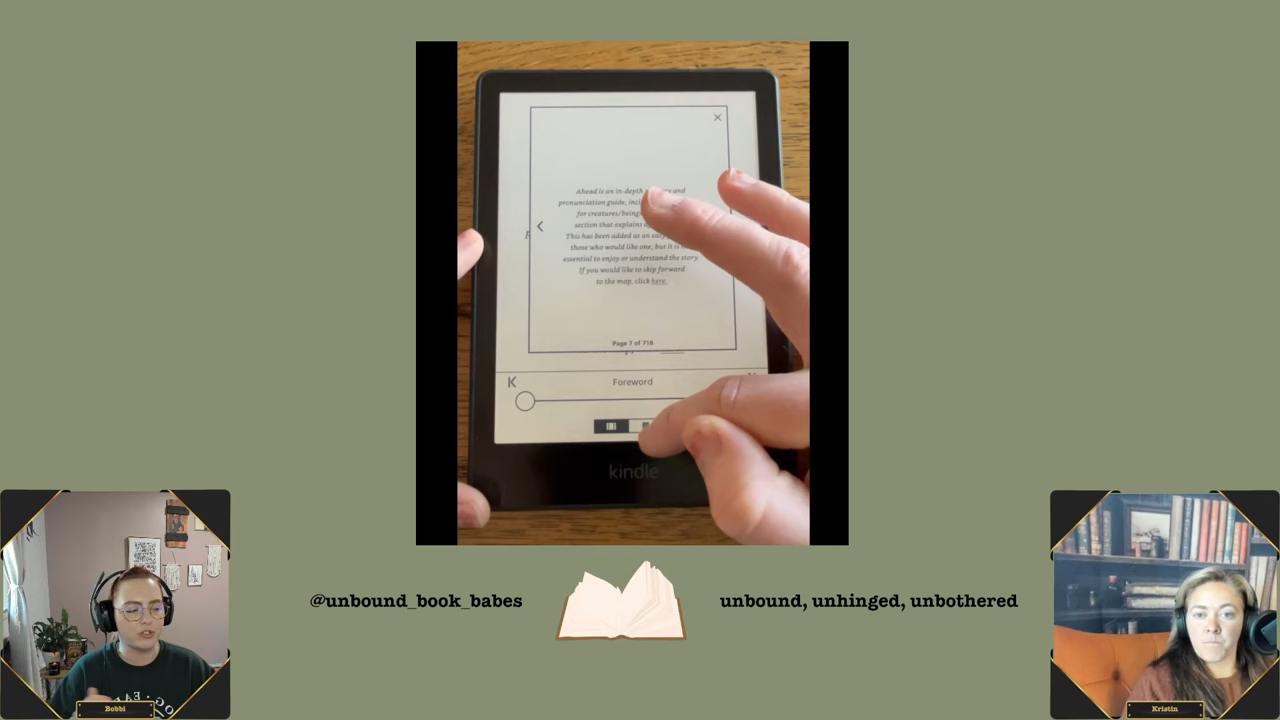 Ahead is an in-depth and
pronunciation guide,
for creatures/beings
section that explains
This has been added as an
those who would like one, but it is
essential to enjoy or understand the story.
If you would like to skip forward
to the map, click here.
Page 7 of 718
Foreword
kindle
@unbound_book_babes
unbound, unhinged, unbothered
Bobbi
Kristin